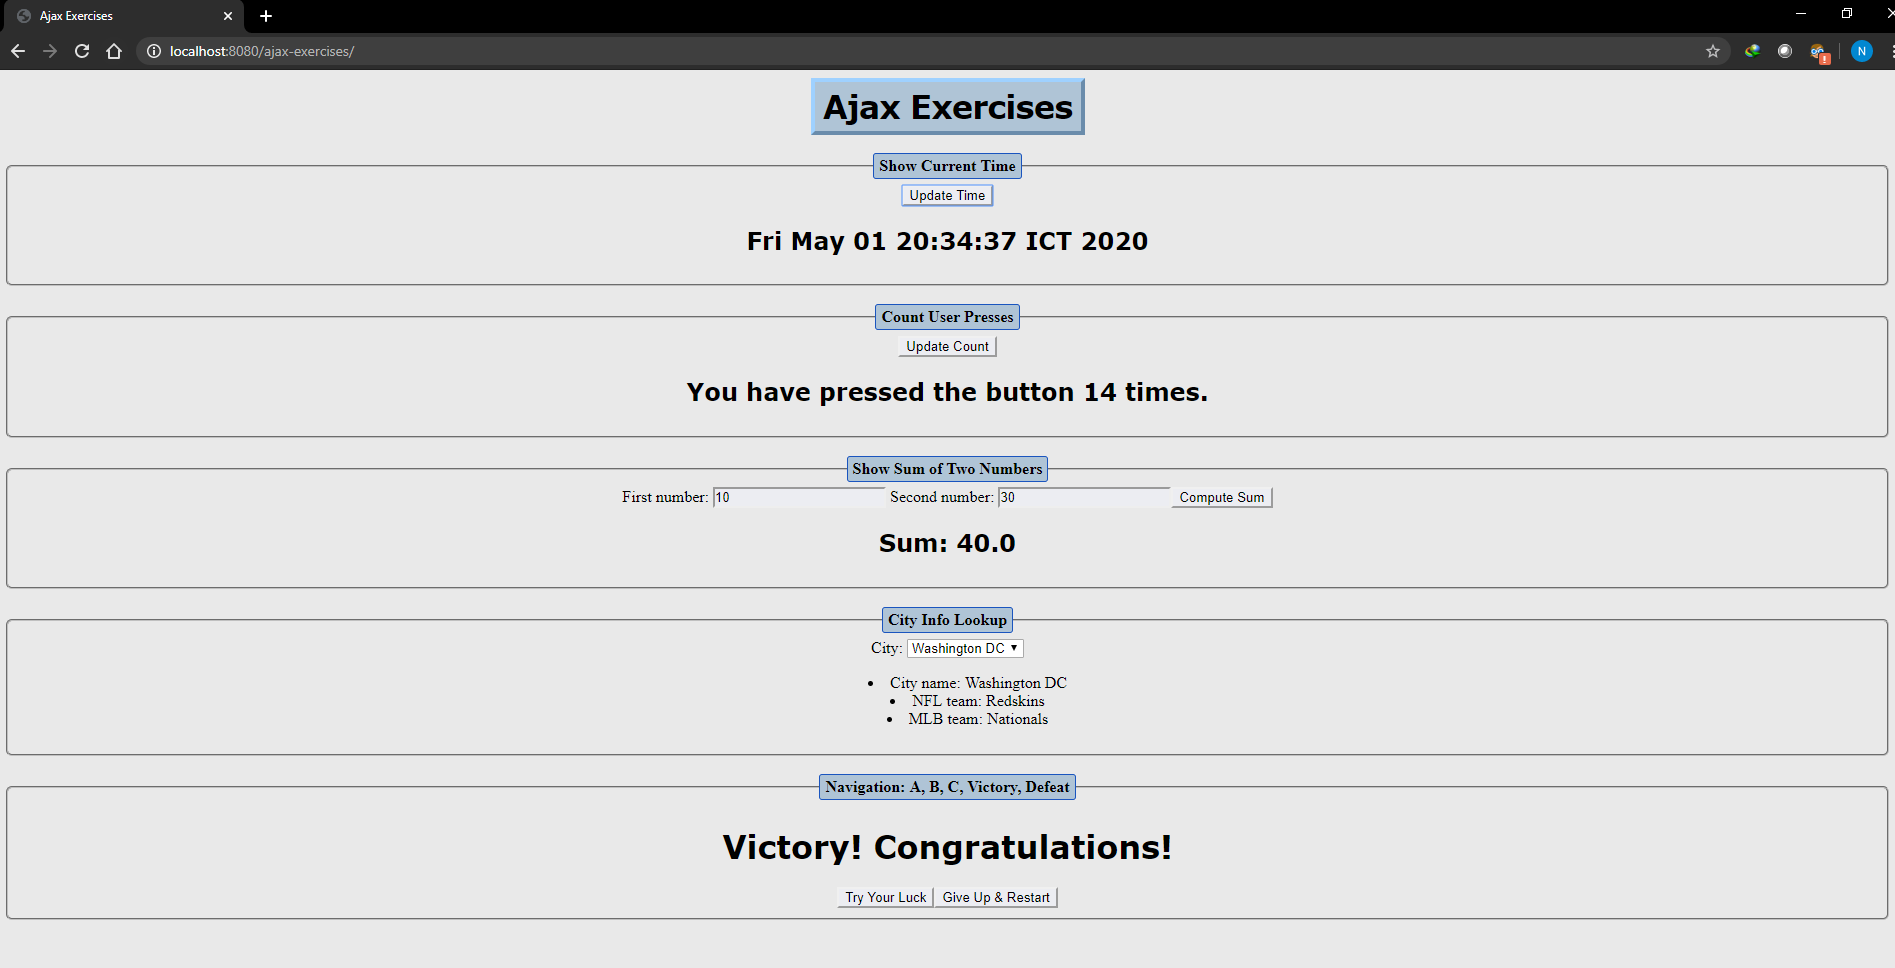 Ajax Exercises
localhost:8080/ajax-exercises/
N
Ajax Exercises
Show Current Time
Update Time
Fri May 01 20:34:37 ICT 2020
Count User Presses
Update Count
You have pressed the button 14 times.
Show Sum of Two Numbers
First number: 10 Second number: 30 Compute Sum
Sum: 40.0
City Info Lookup
City: Washington DC
City name: Washington DC
NFL team: Redskins
MLB team: Nationals
Navigation: A, B, C, Victory, Defeat
Victory! Congratulations!
Try Your Luck Give Up & Restart